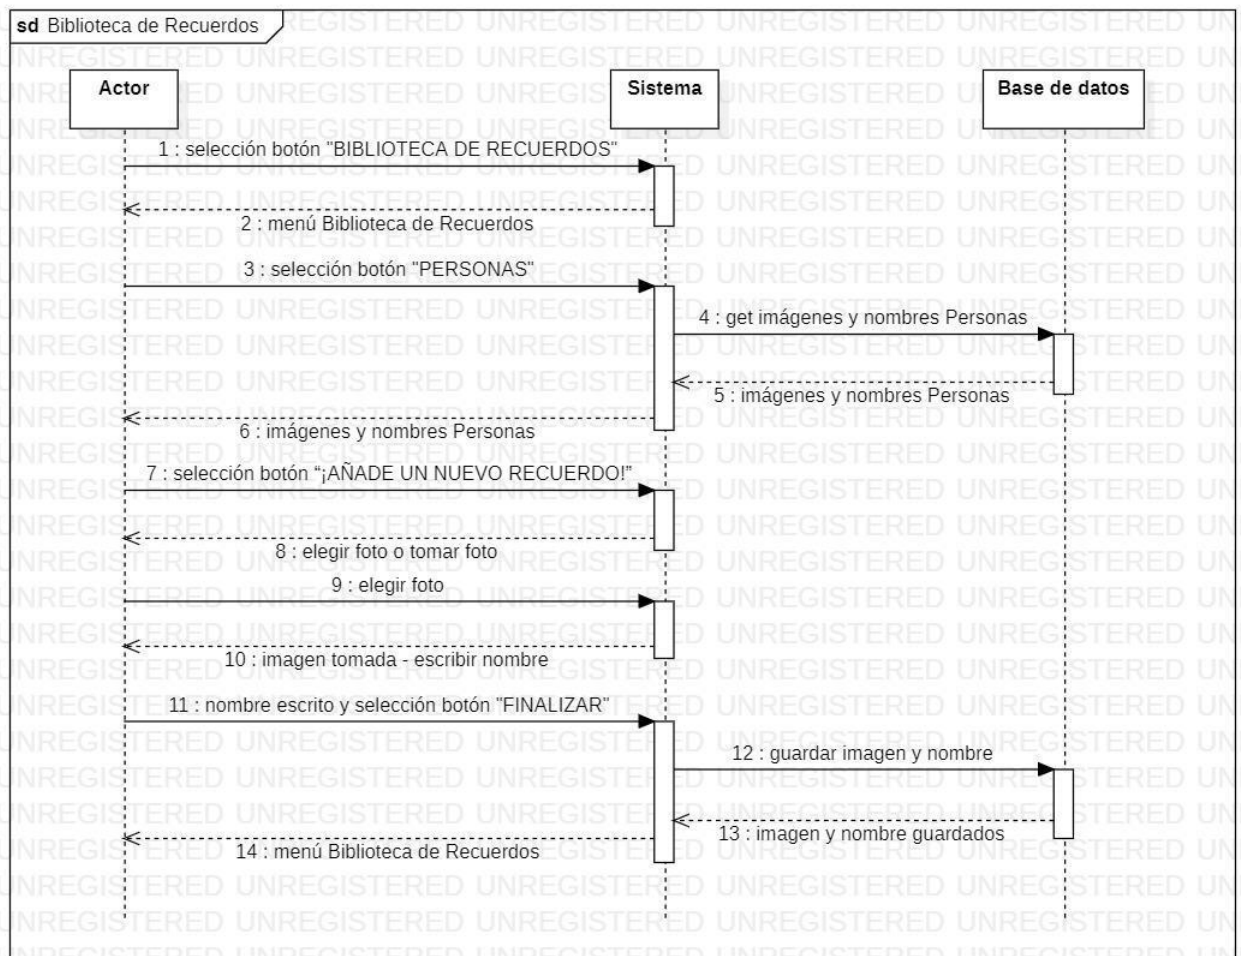 sd Biblioteca de Recuerdos
Actor
Sistema
Base de datos
1 : selección botón "BIBLIOTECA DE RECUERDOS"
2 : menú Biblioteca de Recuerdos
3 : selección botón "PERSONAS"
4 : get imágenes y nombres Personas
5 : imágenes y nombres Personas
6 : imágenes y nombres Personas
7 : selección botón “¡AÑADE UN NUEVO RECUERDO!”
8 : elegir foto o tomar foto
9 : elegir foto
10 : imagen tomada - escribir nombre
11 : nombre escrito y selección botón "FINALIZAR"
12 : guardar imagen y nombre
13 : imagen y nombre guardados
14 : menú Biblioteca de Recuerdos
UNREGISTERED